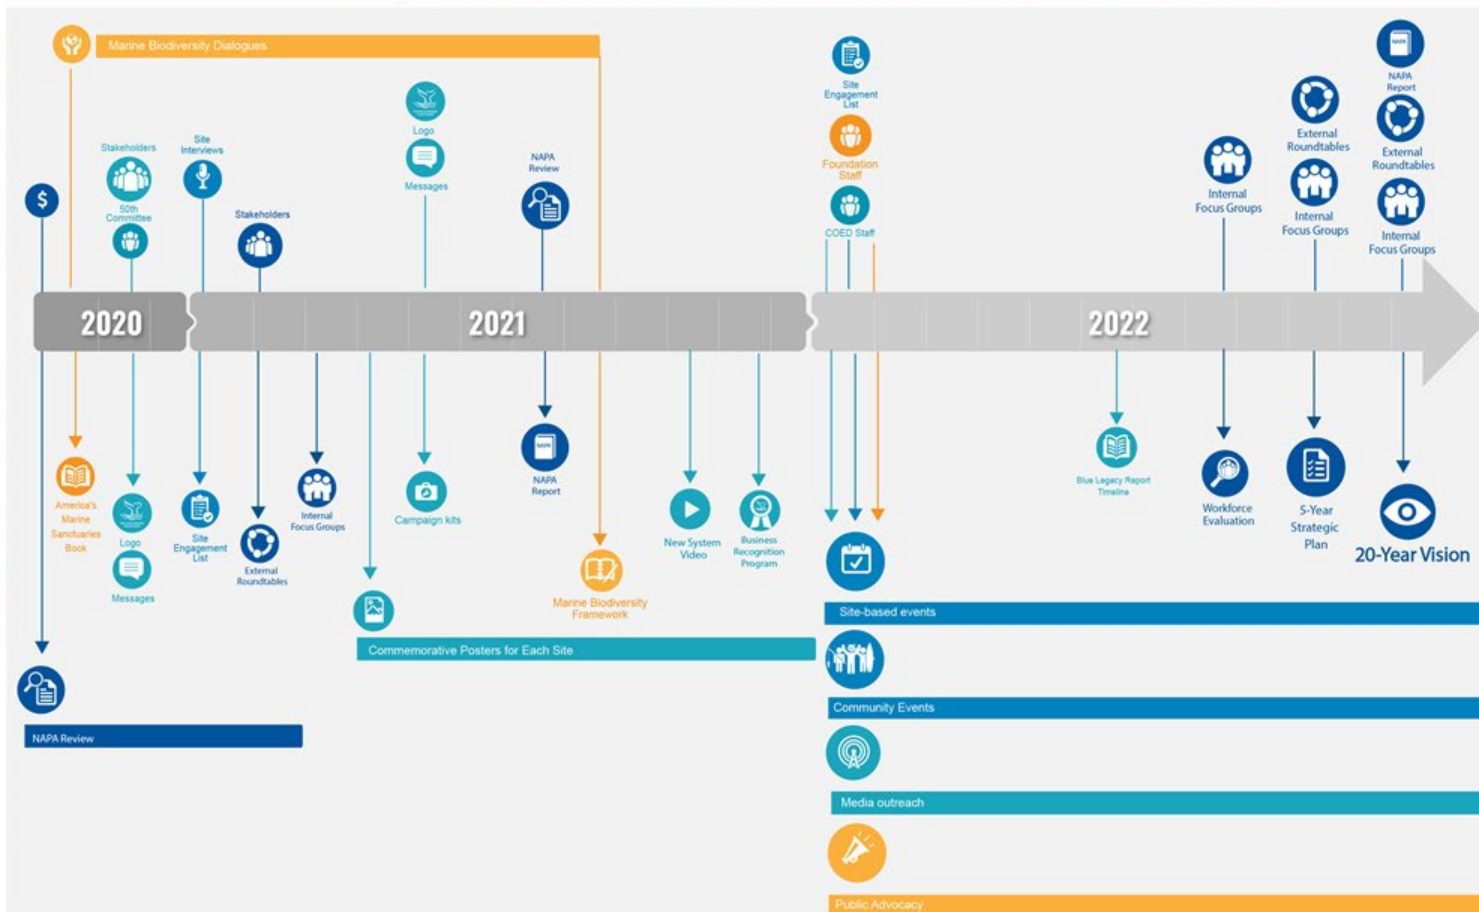 Marine Biodiversity Dialogues
Stakeholders
50th
Committee
Site
Interviews
$
Stakeholders
Logo
Messages
NAPA
Review
Site
Engagement
List
Foundation
Staff
COED Staff
Internal
Focus Groups
External
Roundtables
Internal
Focus Groups
NAPA
NAPA
Report
External
Roundtables
Internal
Focus Groups
2020
2021
2022
America's
Marine
Sanctuaries
Book
Logo
Messages
Site
Engagement
List
External
Roundtables
Internal
Focus Groups
Campaign kits
NAPA
NAPA
Report
Marine Biodiversity
Framework
New System
Video
Business
Recognition
Program
Blue Legacy Report
Timeline
Workforce
Evaluation
5-Year
Strategic
Plan
20-Year Vision
Commemorative Posters for Each Site
NAPA Review
Site-based events
Community Events
Media outreach
Public Advocacy